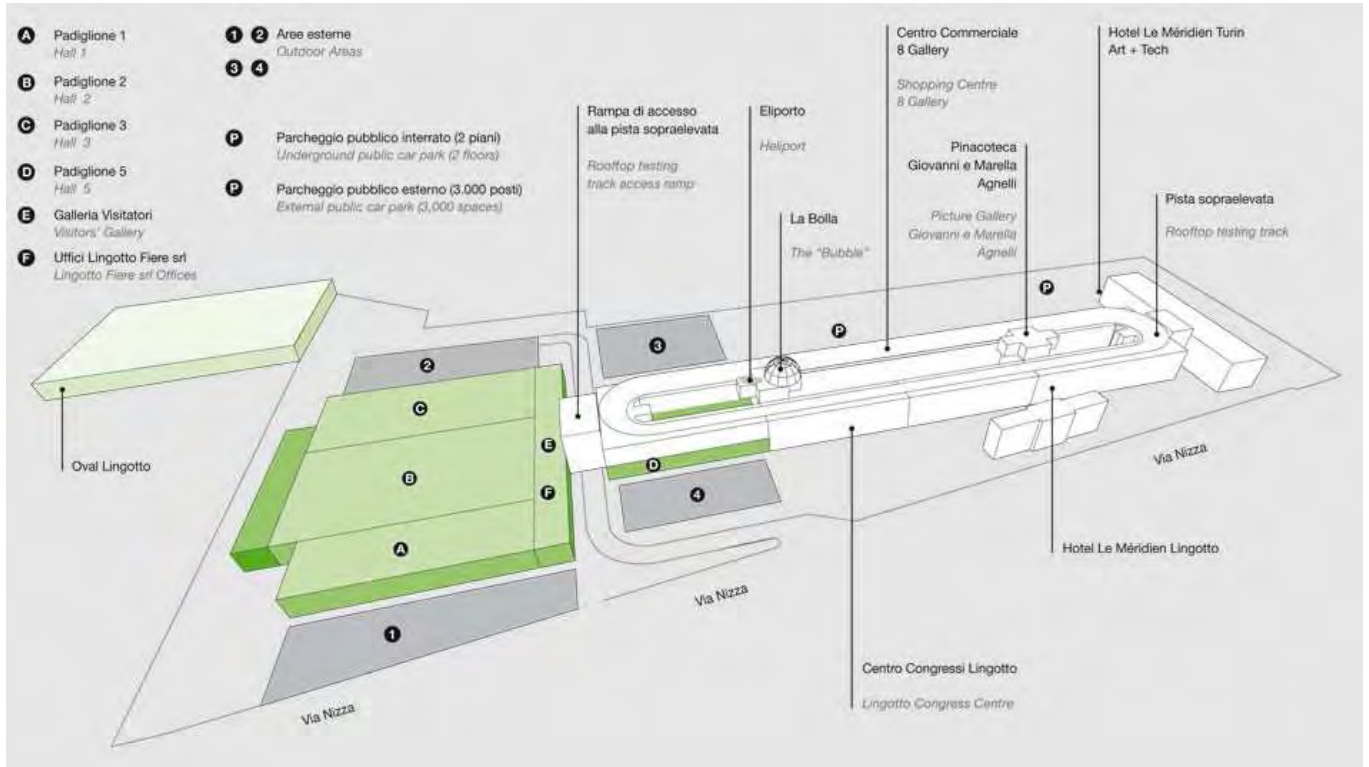 A Padiglione 1
Hall 1
B Padiglione 2
Hall 2
C Padiglione 3
Hall 3
D Padiglione 5
Hall 5
E Galleria Visitatori
Visitors' Gallery
F Uffici Lingotto Fiere srl
Lingotto Fiere srl Offices
1 2 Aree esterne
Outdoor Areas
3 4
P Parcheggio pubblico interrato (2 piani)
Underground public car park (2 floors)
P Parcheggio pubblico esterno (3.000 posti)
External public car park (3,000 spaces)
Rampa di accesso
alla pista sopraelevata
Rooftop testing
track access ramp
Eliporto
Heliport
La Bolla
The "Bubble"
Centro Commerciale
8 Gallery
Shopping Centre
8 Gallery
Pinacoteca
Giovanni e Marella
Agnelli
Picture Gallery
Giovanni e Marella
Agnelli
Hotel Le Méridien Turin
Art + Tech
Pista sopraelevata
Rooftop testing track
P
P
3
2
C
E
B
D
F
4
A
1
Oval Lingotto
Via Nizza
Hotel Le Méridien Lingotto
Via Nizza
Centro Congressi Lingotto
Lingotto Congress Centre
Via Nizza